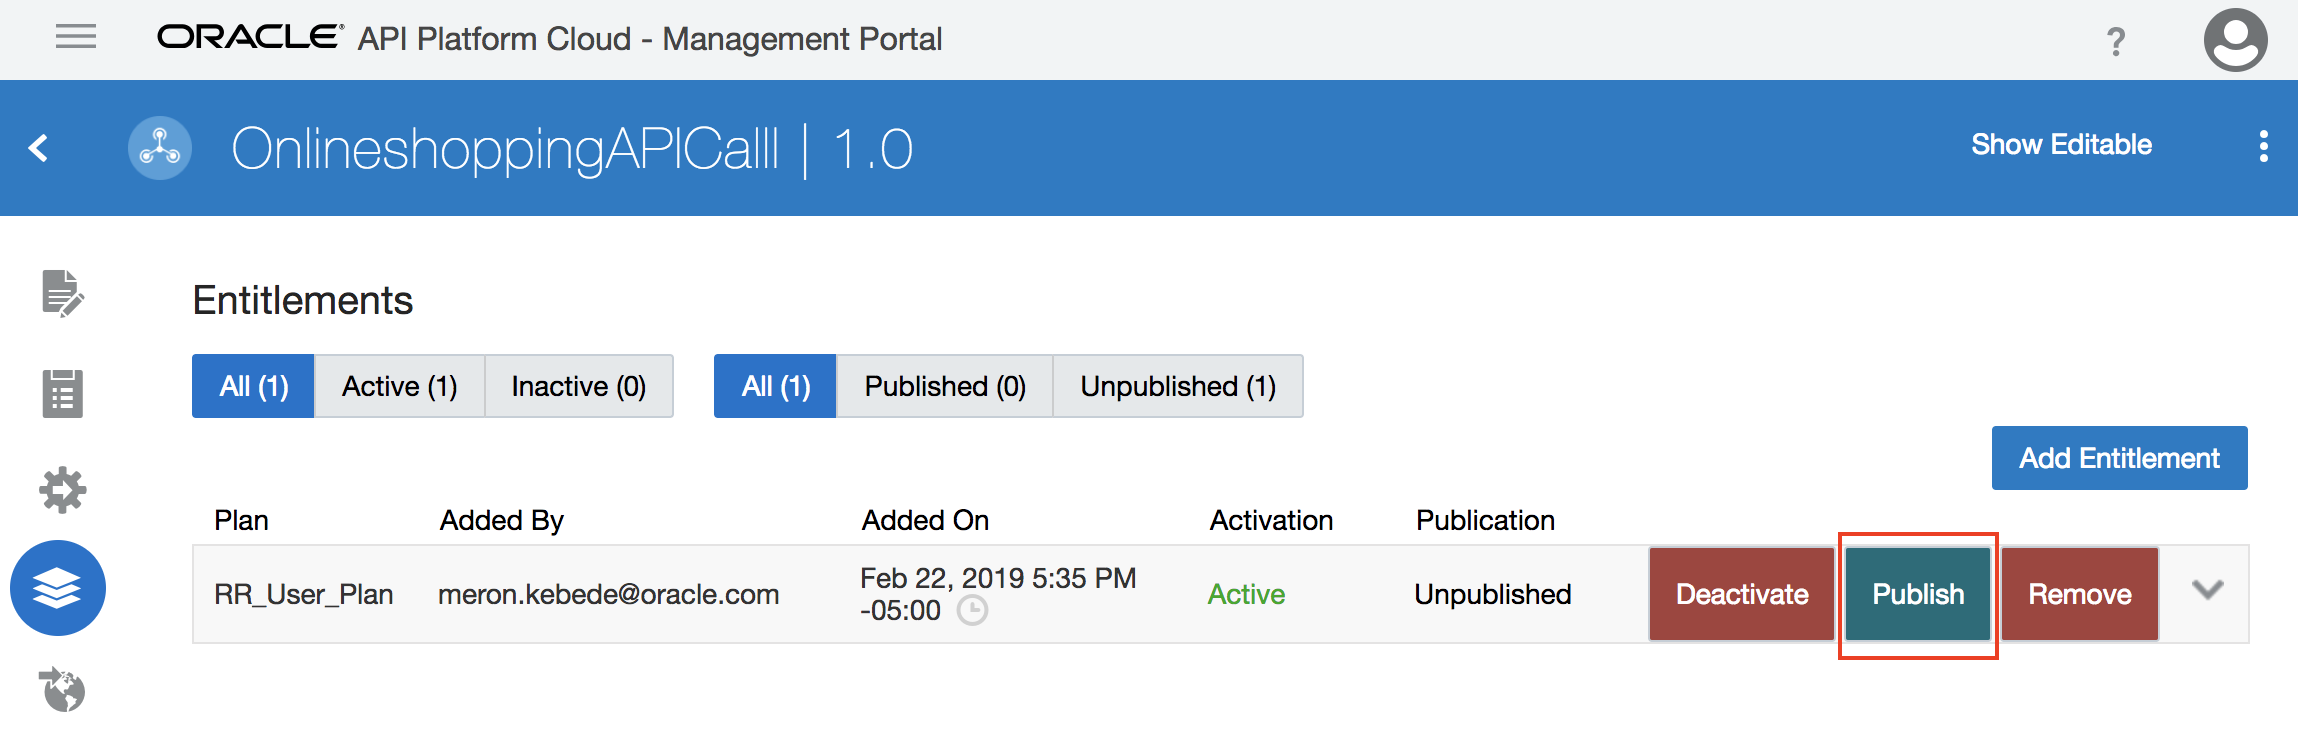 ORACLE® API Platform Cloud - Management Portal ?
OnlineshoppingAPICalll | 1.0 Show Editable
Entitlements
All (1) Active (1) Inactive (0) All (1) Published (0) Unpublished (1)
Add Entitlement
Plan Added By Added On Activation Publication
RR_User_Plan meron.kebede@oracle.com Feb 22, 2019 5:35 PM Active Unpublished Deactivate Publish Remove
-05:00